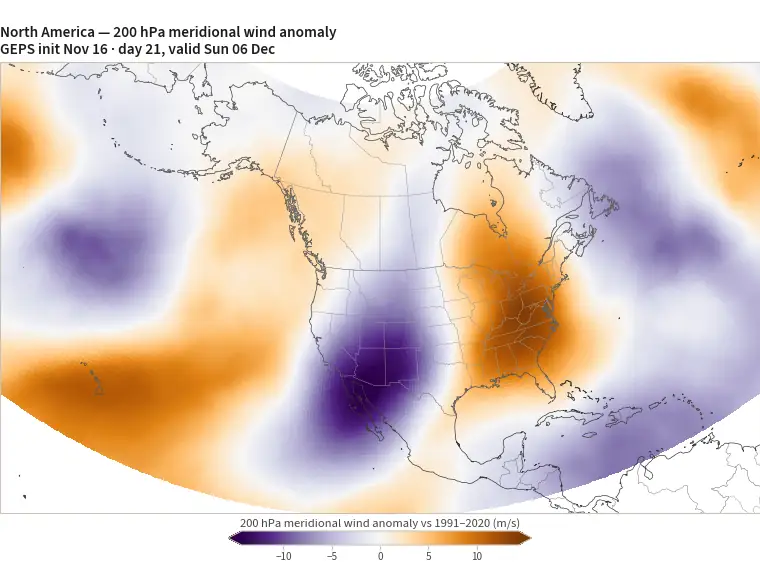 North America — 200 hPa meridional wind anomaly
GEPS init Nov 16 · day 21, valid Sun 06 Dec
200 hPa meridional wind anomaly vs 1991–2020 (m/s)
−10 −5 0 5 10